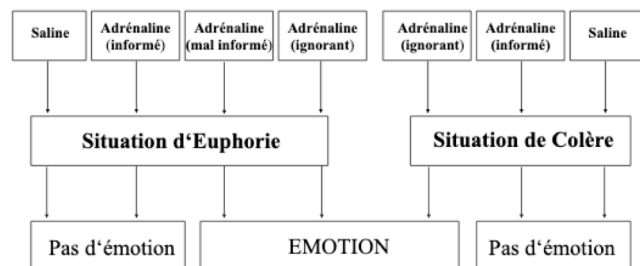 Saline
Adrénaline
(informé)
Adrénaline
(mal informé)
Adrénaline
(ignorant)
Adrénaline
(ignorant)
Adrénaline
(informé)
Saline
Situation d‘Euphorie
Situation de Colère
Pas d‘émotion
EMOTION
Pas d‘émotion